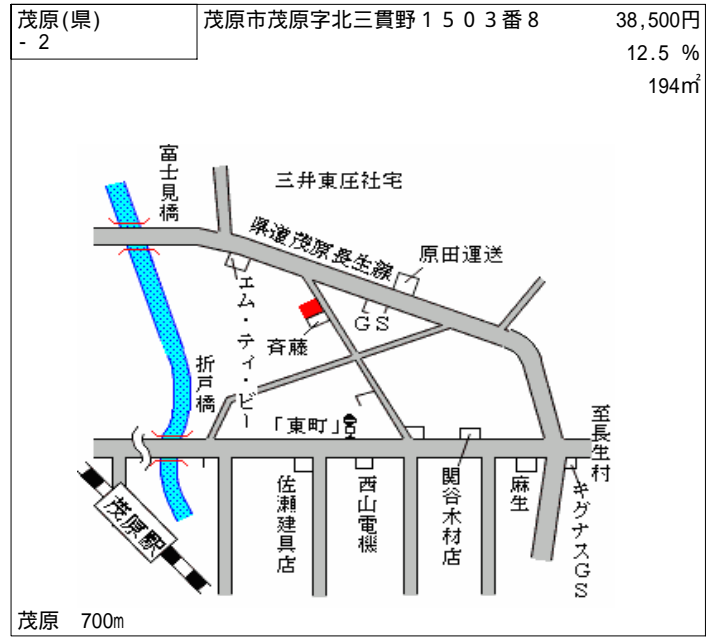 茂原(県)
- 2
茂原市茂原字北三貫野１５０３番８
38,500円
12.5 %
194㎡
富士見橋
三井東圧社宅
県道茂原長生線
原田運送
エム・ティ・ビー
GS
斉藤
折戸橋
「東町」
至長生村
茂原駅
佐瀬建具店
西山電機
関谷木材店
麻生
キグナスGS
茂原 700m